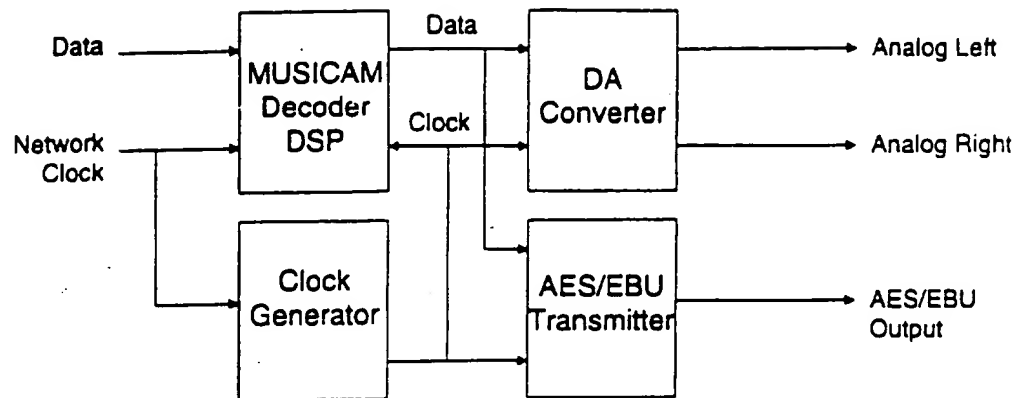 Data
Network
Clock
MUSICAM
Decoder
DSP
Data
Clock
DA
Converter
Analog Left
Analog Right
Clock
Generator
AES/EBU
Transmitter
AES/EBU
Output